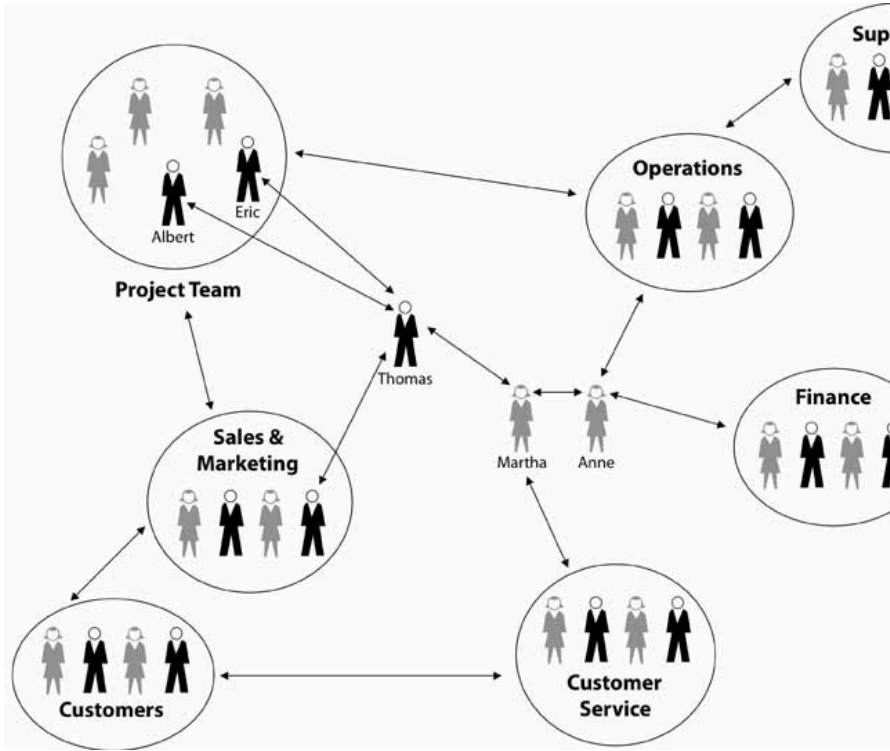 Sup
Operations
Eric
Albert
Project Team
Thomas
Finance
Sales &
Marketing
Martha
Anne
Customer
Service
Customers